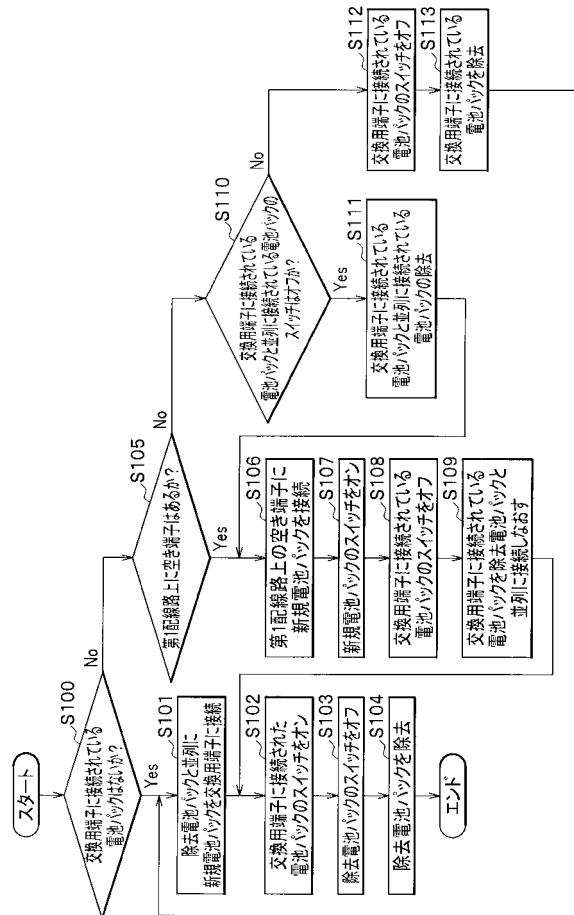 スタート
S100
交換用端子に接続されている
電池パックはないか?
Yes
No
S101
除去電池パックと並列に
新規電池パックを交換用端子に接続
S102
交換用端子に接続された
電池パックのスイッチをオン
S103
除去電池パックのスイッチをオフ
S104
除去電池パックを除去
エンド
S105
第1配線路上に空き端子はあるか?
Yes
No
S106
第1配線路上の空き端子に
新規電池パックを接続
S107
新規電池パックのスイッチをオン
S108
交換用端子に接続されている
電池パックのスイッチをオフ
S109
交換用端子に接続されている
電池パックを除去電池パックと
並列に接続しなおす
S110
交換用端子に接続されている
電池パックと並列に接続されている電池パックの
スイッチはオフか?
Yes
No
S111
交換用端子に接続されている
電池パックと並列に接続されている
電池パックの除去
S112
交換用端子に接続されている
電池パックのスイッチをオフ
S113
交換用端子に接続されている
電池パックを除去